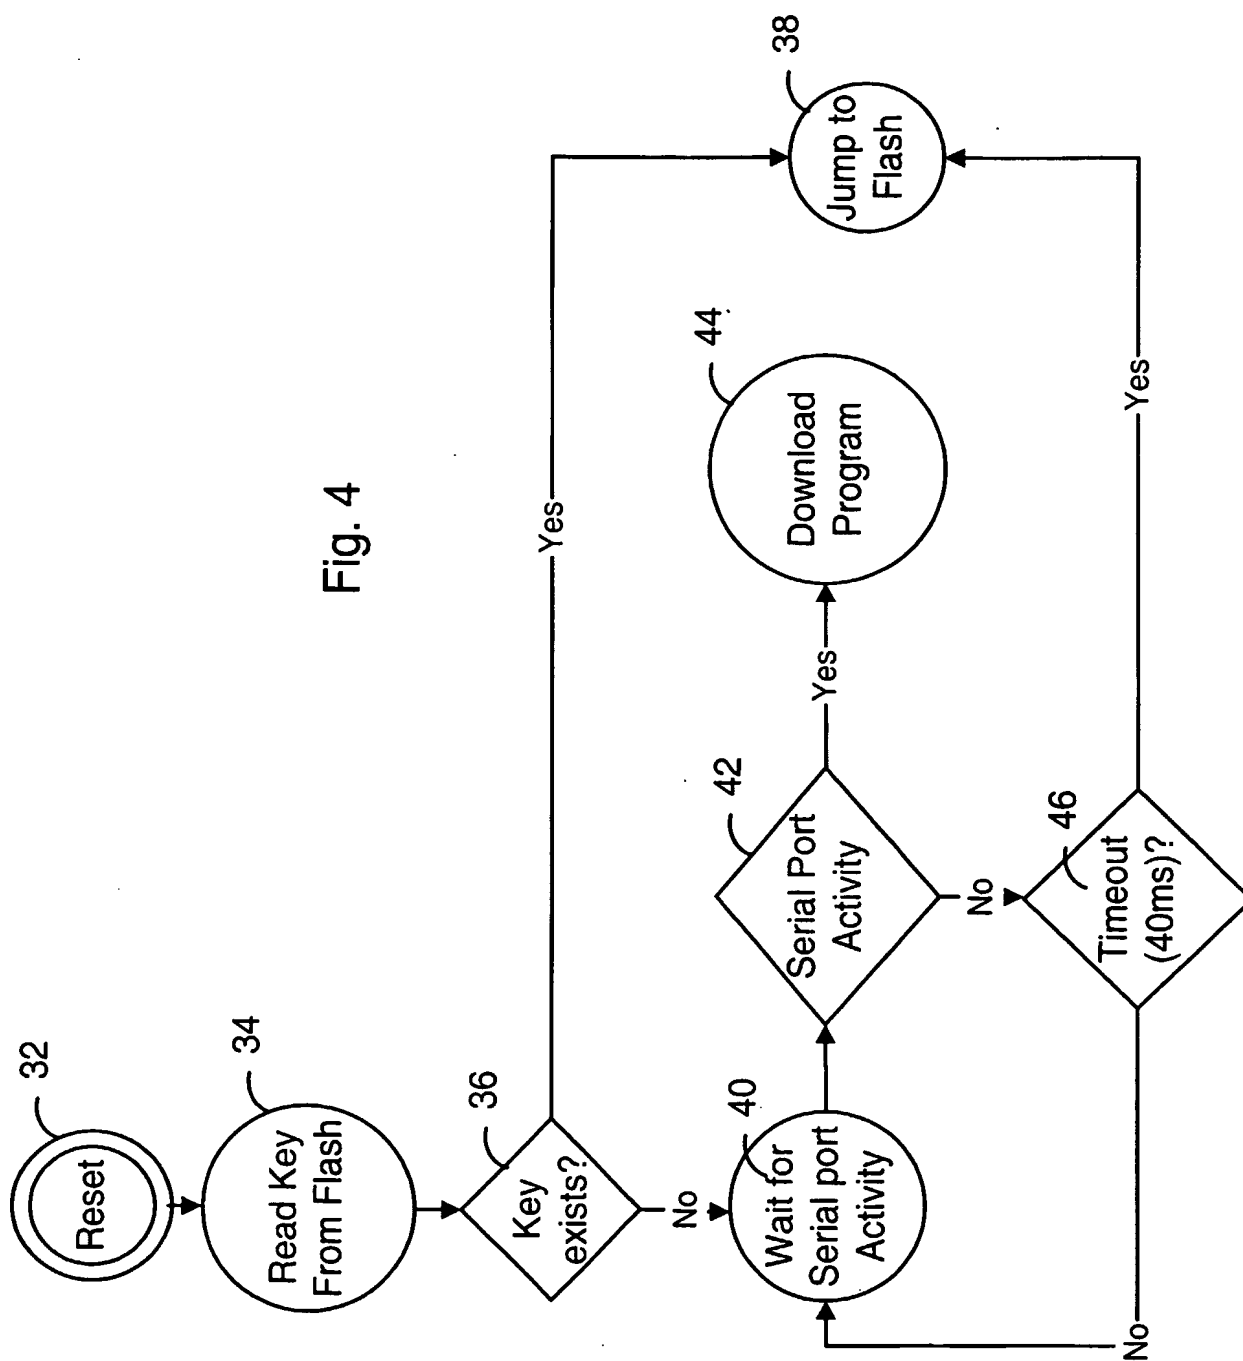 Fig. 4
32
Reset
34
Read Key
From Flash
36
Key
exists?
Yes
No
40
Wait for
Serial port
Activity
42
Serial Port
Activity
Yes
44
Download
Program
No
46
Timeout
(40ms)?
Yes
No
38
Jump to
Flash